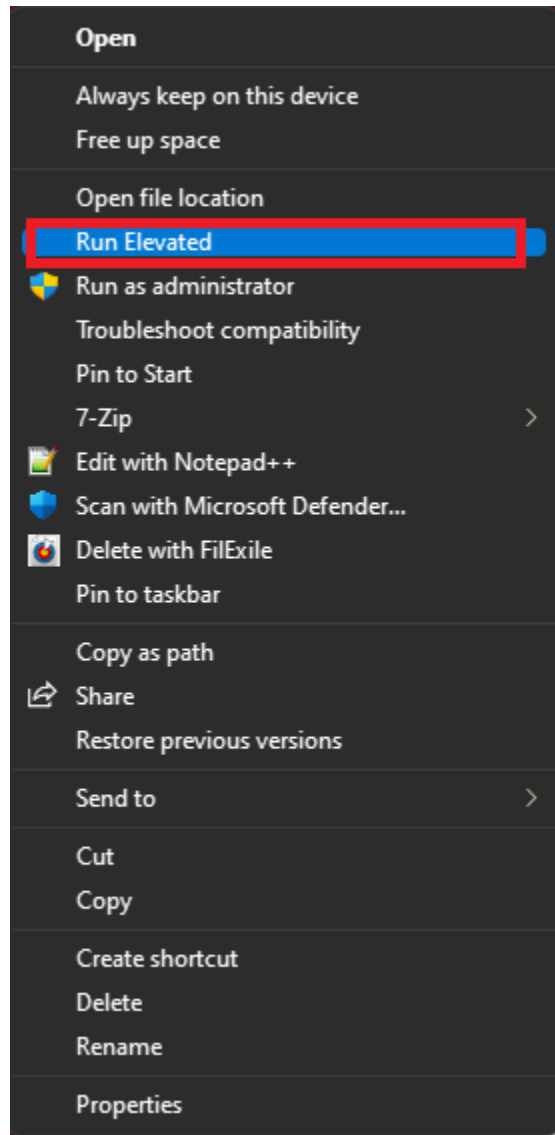 Open
Always keep on this device
Free up space
Open file location
Run Elevated
Run as administrator
Troubleshoot compatibility
Pin to Start
7-Zip
Edit with Notepad++
Scan with Microsoft Defender...
Delete with FilExile
Pin to taskbar
Copy as path
Share
Restore previous versions
Send to
Cut
Copy
Create shortcut
Delete
Rename
Properties